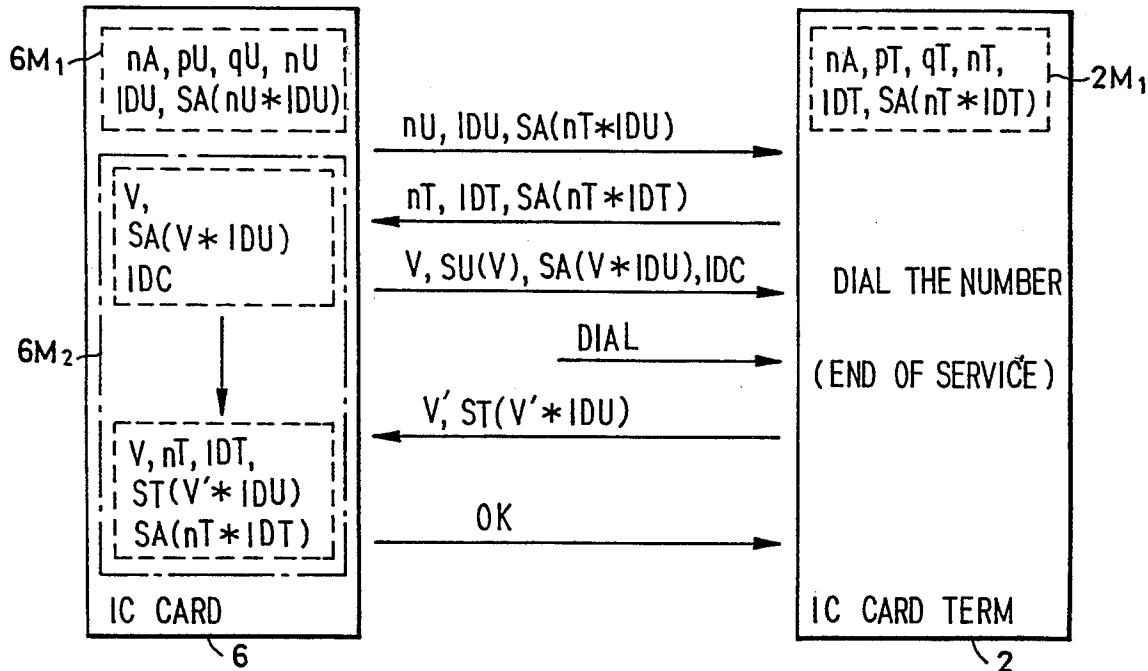 6M1
nA, pU, qU, nU
IDU, SA(nU*IDU)
nA, pT, qT, nT,
IDT, SA(nT*IDT)
2M1
nU, IDU, SA(nT*IDU)
nT, IDT, SA(nT*IDT)
V, SU(V), SA(V*IDU),IDC
DIAL
V′, ST(V′*IDU)
OK
6M2
V,
SA(V*IDU)
IDC
V, nT, IDT,
ST(V′*IDU)
SA(nT*IDT)
DIAL THE NUMBER
(END OF SERVICE)
IC CARD
6
IC CARD TERM
2